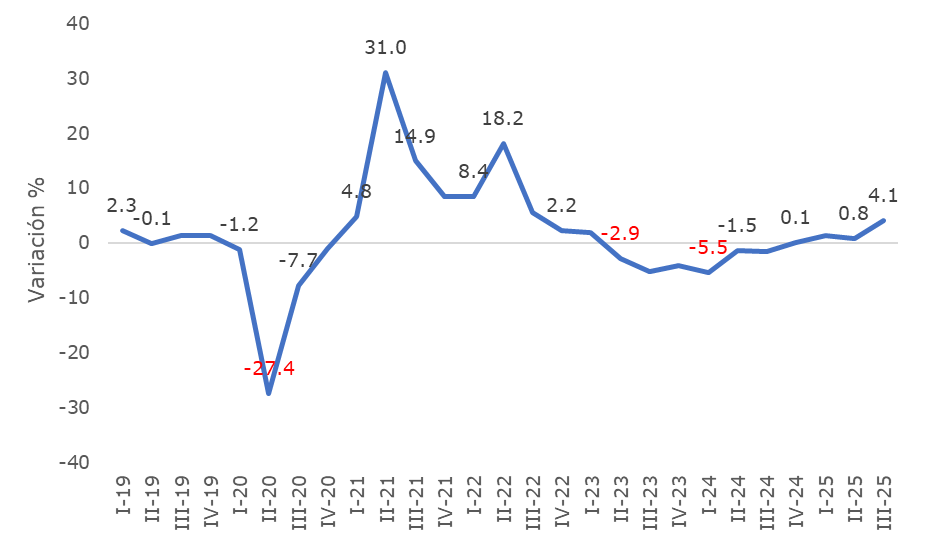 40
30
20
10
0
-10
-20
-30
-40
Variación %
2.3
-0.1
-1.2
-27.4
-7.7
4.8
31.0
14.9
8.4
18.2
2.2
-2.9
-5.5
-1.5
0.1
0.8
4.1
I-19
II-19
III-19
IV-19
I-20
II-20
III-20
IV-20
I-21
II-21
III-21
IV-21
I-22
II-22
III-22
IV-22
I-23
II-23
III-23
IV-23
I-24
II-24
III-24
IV-24
I-25
II-25
III-25